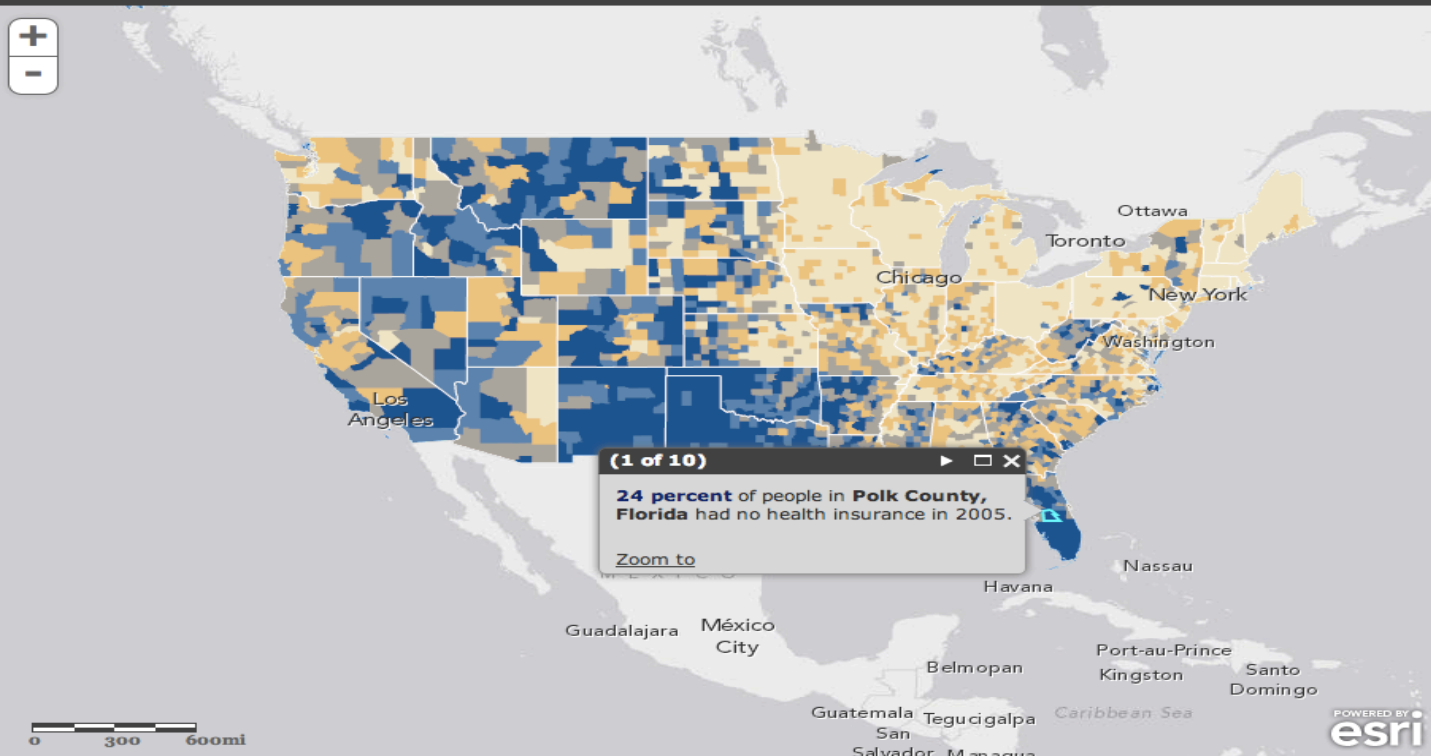 +
-
Ottawa
Toronto
Chicago
New York
Washington
Los
Angeles
(1 of 10)
24 percent of people in Polk County,
Florida had no health insurance in 2005.
Zoom to
Nassau
Havana
Guadalajara
México
City
Port-au-Prince
Belmopan
Kingston
Santo
Domingo
Guatemala
Tegucigalpa
Caribbean Sea
San
Salvador
Managua
0 300 600mi
POWERED BY
esri